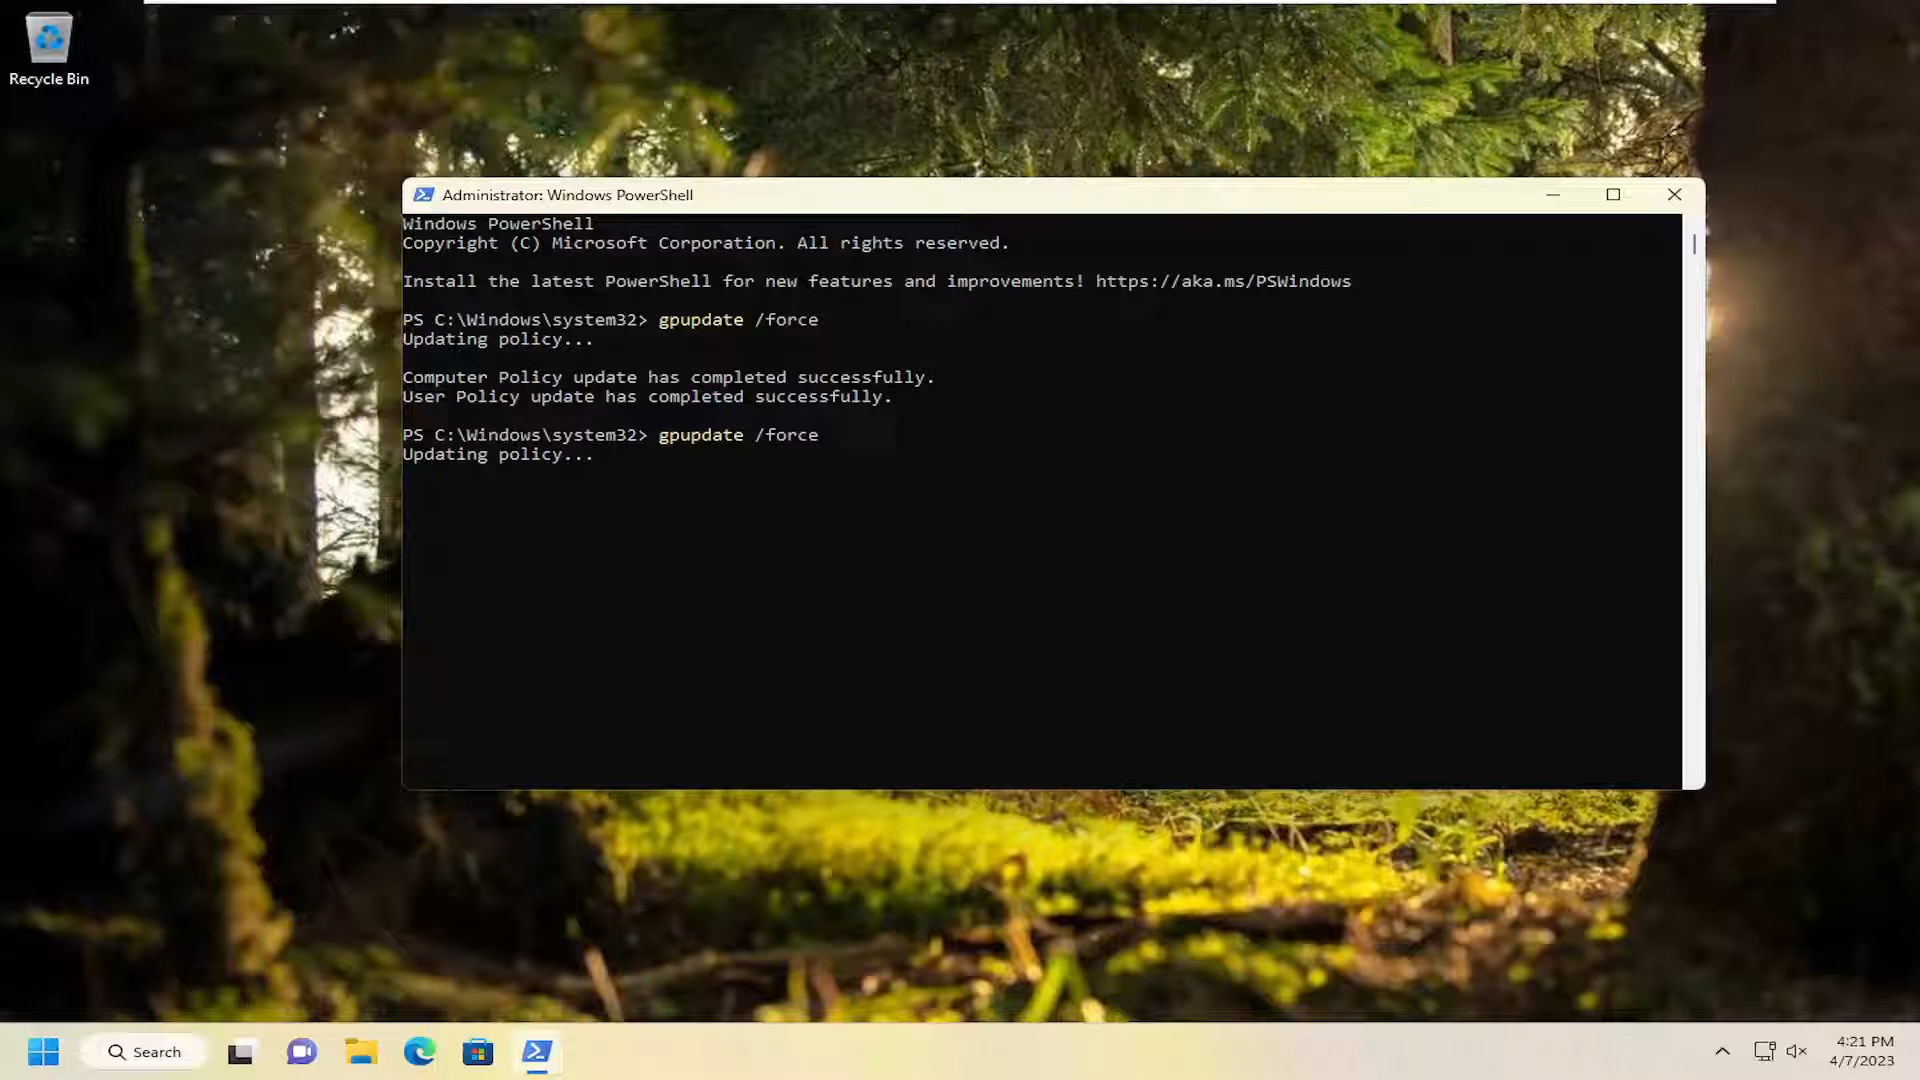 Recycle Bin
Administrator: Windows PowerShell
Windows PowerShell
Copyright (C) Microsoft Corporation. All rights reserved.
Install the latest PowerShell for new features and improvements! https://aka.ms/PSWindows
PS C:\Windows\system32> gpupdate /force
Updating policy...
Computer Policy update has completed successfully.
User Policy update has completed successfully.
PS C:\Windows\system32> gpupdate /force
Updating policy...
Search
4:21 PM
4/7/2023